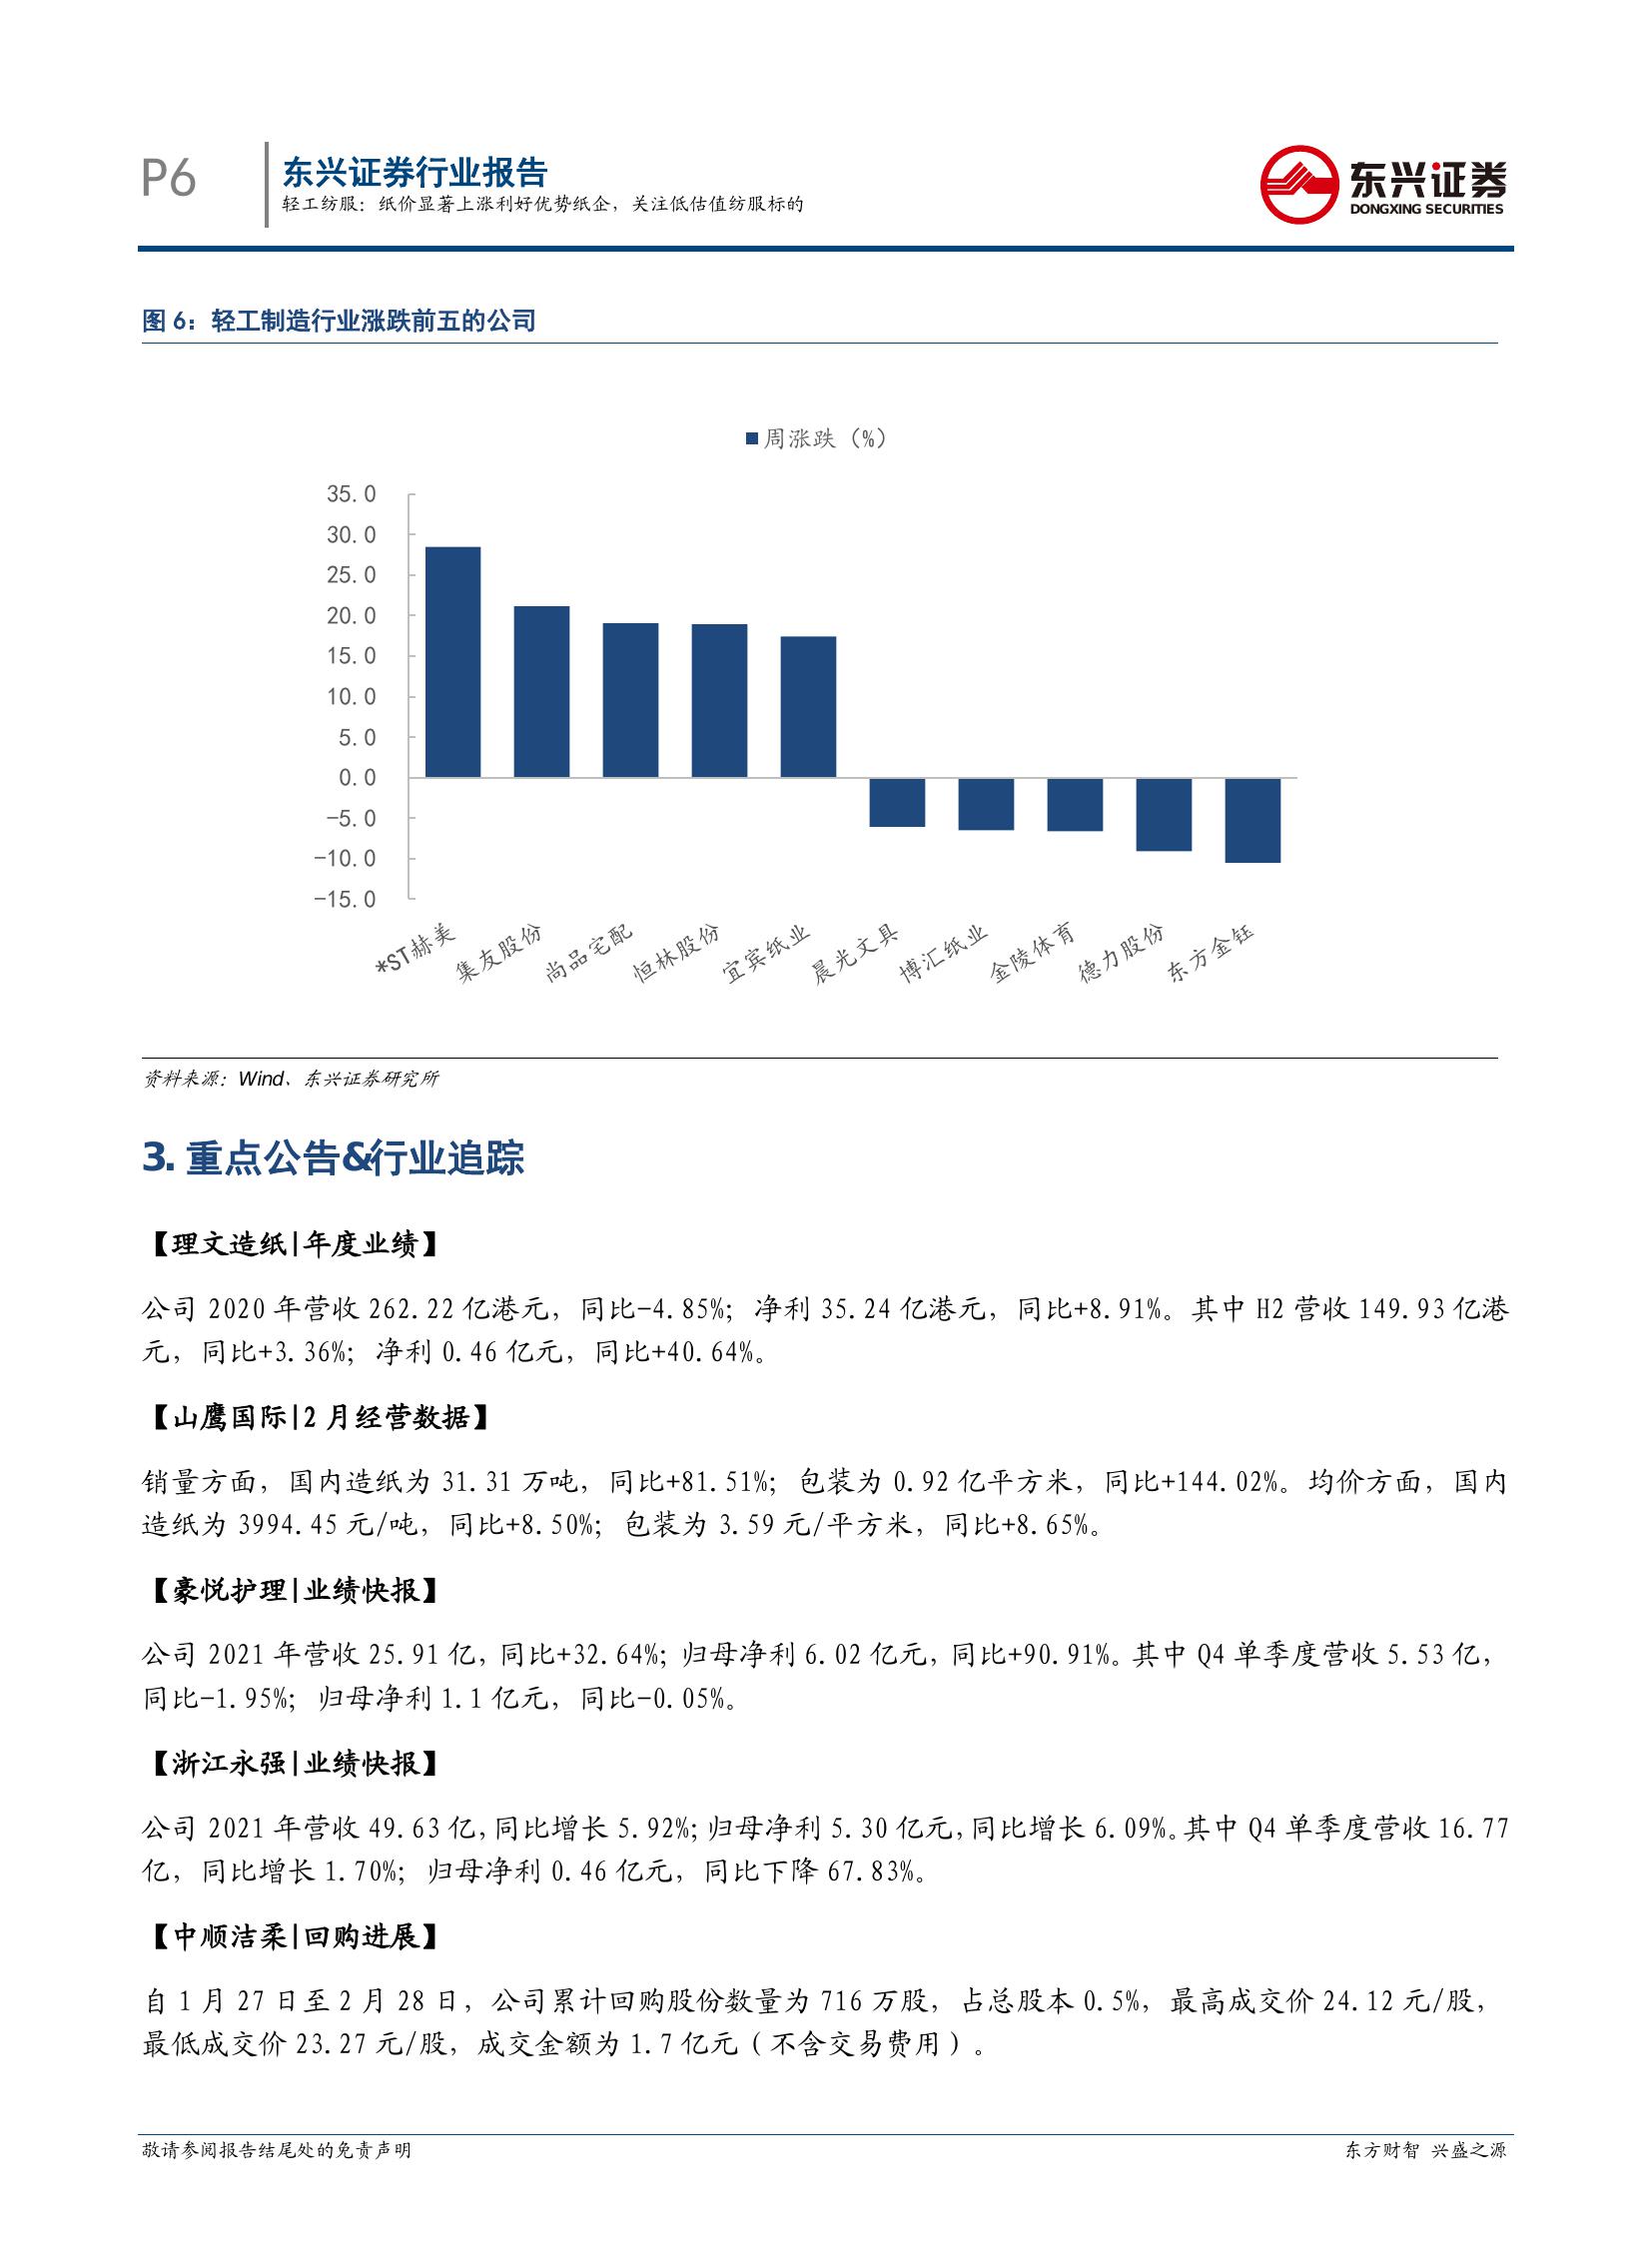 P6
东兴证券行业报告
轻工纺服：纸价显著上涨利好优势纸企，关注低估值纺服标的
东兴证券
DONGXING SECURITIES
图 6：轻工制造行业涨跌前五的公司
周涨跌（%）
35.0
30.0
25.0
20.0
15.0
10.0
5.0
0.0
-5.0
-10.0
-15.0
*ST赫美
集友股份
尚品宅配
恒林股份
宜宾纸业
晨光文具
博汇纸业
金陵体育
德力股份
东方金钰
资料来源：Wind、东兴证券研究所
3. 重点公告&行业追踪
【理文造纸|年度业绩】
公司 2020 年营收 262.22 亿港元，同比-4.85%；净利 35.24 亿港元，同比+8.91%。其中 H2 营收 149.93 亿港
元，同比+3.36%；净利 0.46 亿元，同比+40.64%。
【山鹰国际|2 月经营数据】
销量方面，国内造纸为 31.31 万吨，同比+81.51%；包装为 0.92 亿平方米，同比+144.02%。均价方面，国内
造纸为 3994.45 元/吨，同比+8.50%；包装为 3.59 元/平方米，同比+8.65%。
【豪悦护理|业绩快报】
公司 2021 年营收 25.91 亿，同比+32.64%；归母净利 6.02 亿元，同比+90.91%。其中 Q4 单季度营收 5.53 亿，
同比-1.95%；归母净利 1.1 亿元，同比-0.05%。
【浙江永强|业绩快报】
公司 2021 年营收 49.63 亿，同比增长 5.92%；归母净利 5.30 亿元，同比增长 6.09%。其中 Q4 单季度营收 16.77
亿，同比增长 1.70%；归母净利 0.46 亿元，同比下降 67.83%。
【中顺洁柔|回购进展】
自 1 月 27 日至 2 月 28 日，公司累计回购股份数量为 716 万股，占总股本 0.5%，最高成交价 24.12 元/股，
最低成交价 23.27 元/股，成交金额为 1.7 亿元（不含交易费用）。
敬请参阅报告结尾处的免责声明
东方财智 兴盛之源